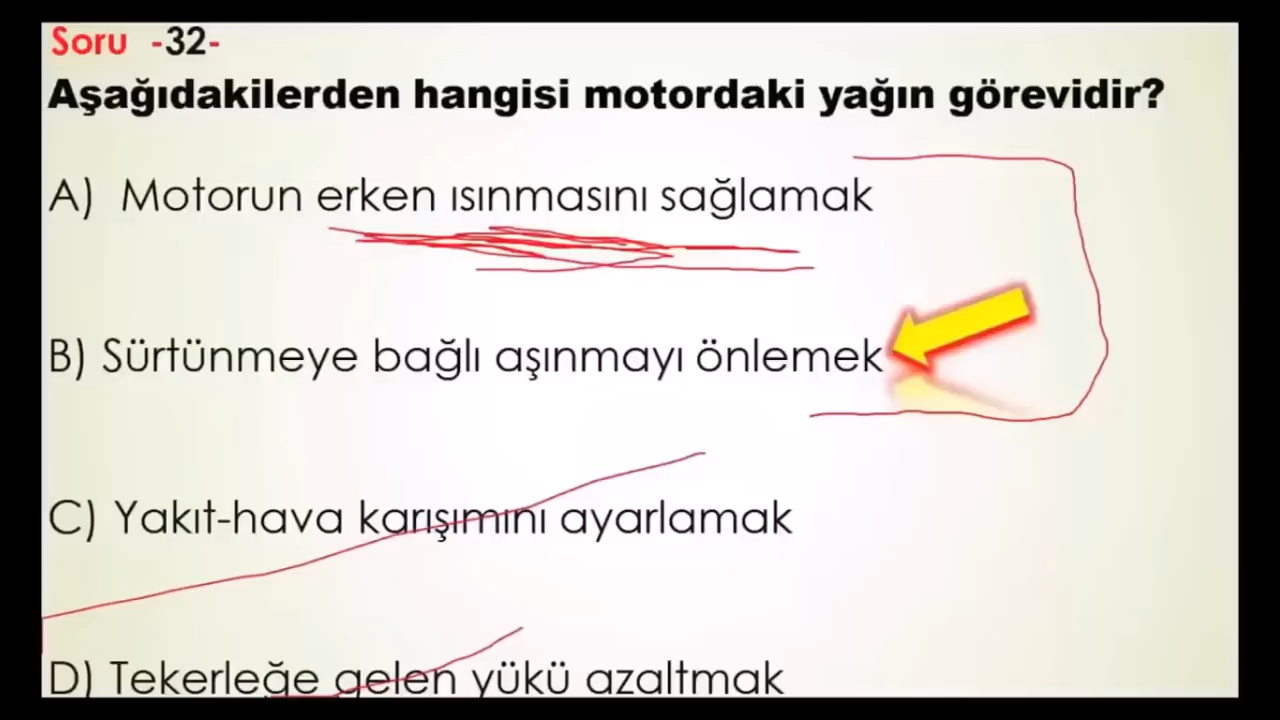 Soru -32-
Aşağıdakilerden hangisi motordaki yağın görevidir?
A) Motorun erken ısınmasını sağlamak
B) Sürtünmeye bağlı aşınmayı önlemek
C) Yakıt-hava karışımını ayarlamak
D) Tekerleğe gelen yükü azaltmak